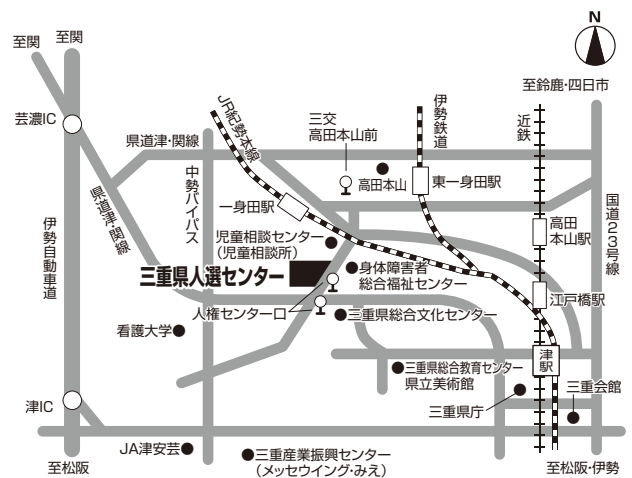 N
至関
至関
至鈴鹿・四日市
芸濃IC
JR紀勢本線
三交
高田本山前
伊勢鉄道
近鉄
県道津・関線
高田本山
東一身田駅
県道津・関線
中勢バイパス
一身田駅
国道23号線
伊勢自動車道
高田
本山駅
児童相談センター
(児童相談所)
三重県人選センター
身体障害者
総合福祉センター
江戸橋駅
人権センター口
三重県総合文化センター
看護大学
津駅
三重県総合教育センター
県立美術館
三重会館
津IC
三重県庁
JA津安芸
三重産業振興センター
(メッセウイング・みえ)
至松阪
至松阪・伊勢